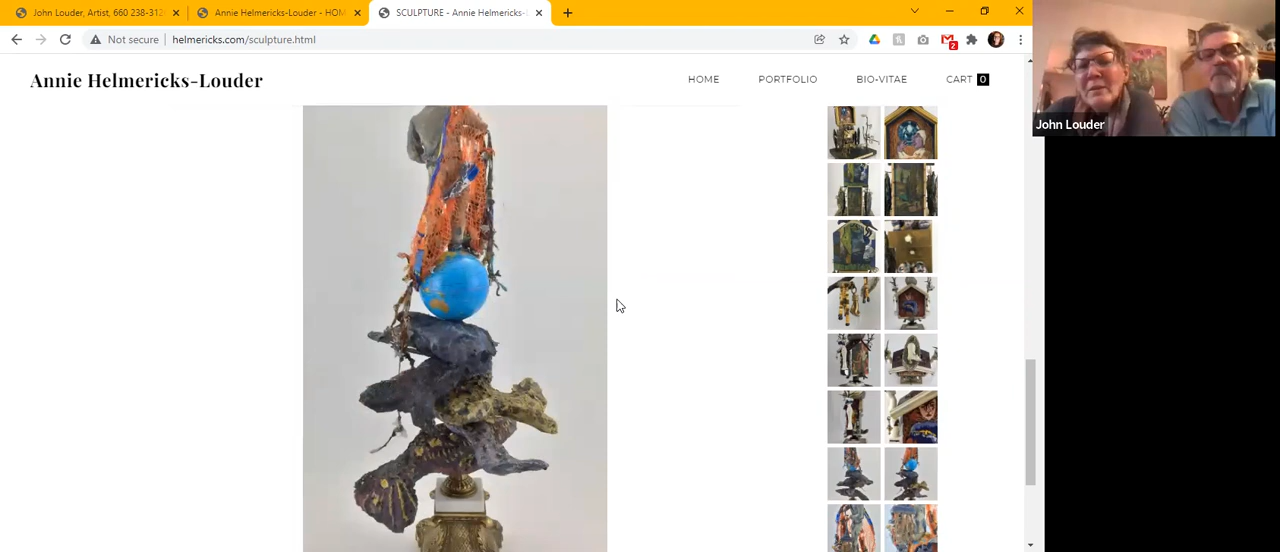 John Louder, Artist, 660 238-312
Annie Helmericks-Louder - HOM
SCULPTURE - Annie Helmericks-
Not secure
helmericks.com/sculpture.html
2
Annie Helmericks-Louder
HOME
PORTFOLIO
BIO-VITAE
CART 0
John Louder